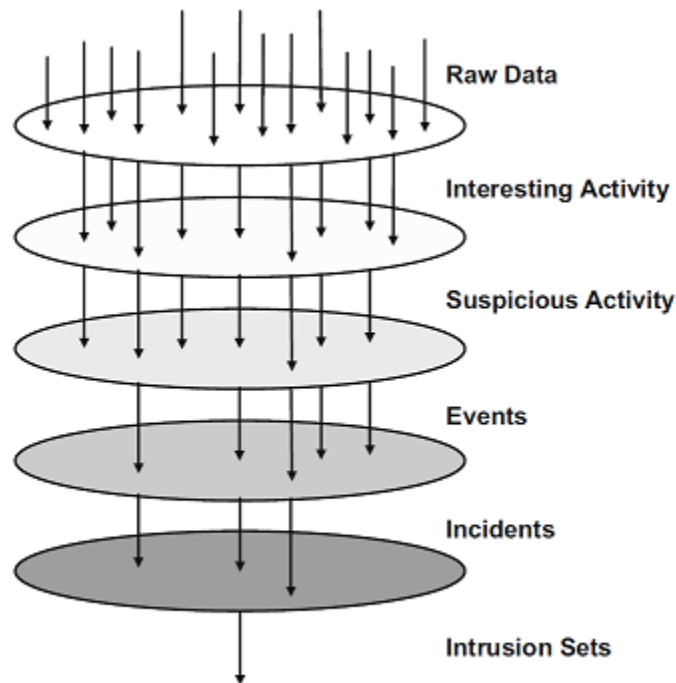 Raw Data
Interesting Activity
Suspicious Activity
Events
Incidents
Intrusion Sets